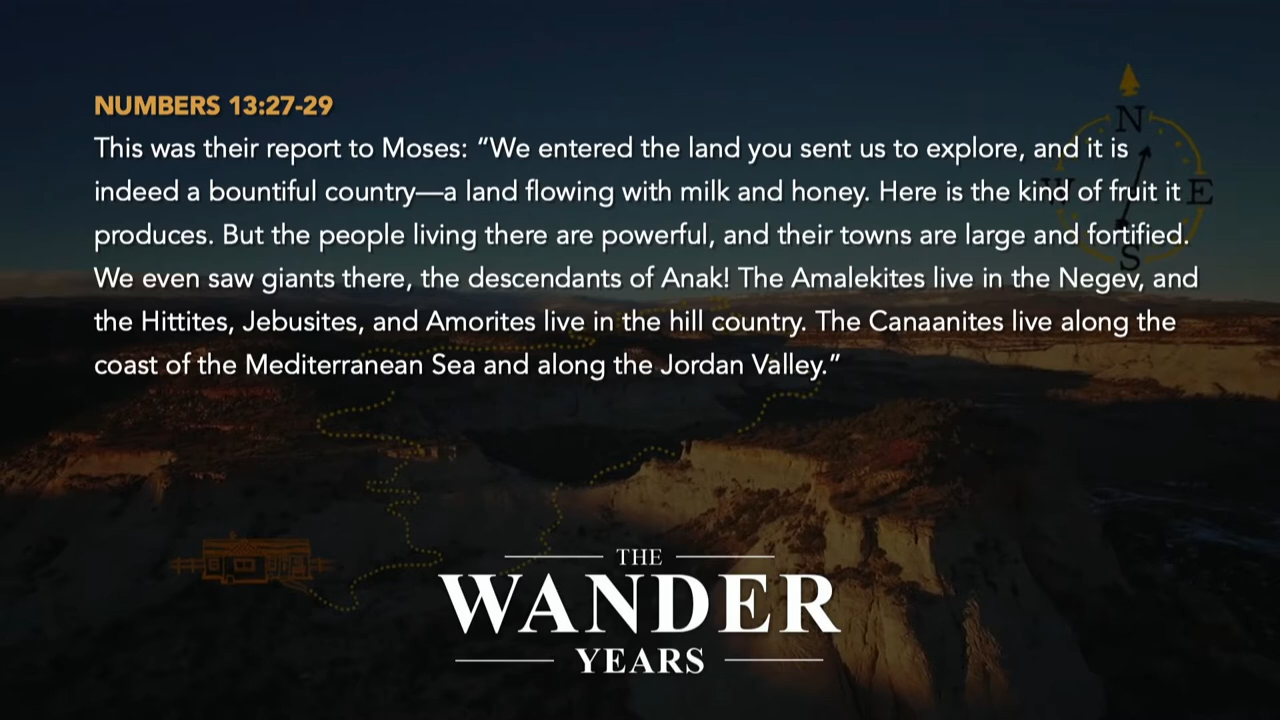 NUMBERS 13:27-29
This was their report to Moses: “We entered the land you sent us to explore, and it is
indeed a bountiful country—a land flowing with milk and honey. Here is the kind of fruit it
produces. But the people living there are powerful, and their towns are large and fortified.
We even saw giants there, the descendants of Anak! The Amalekites live in the Negev, and
the Hittites, Jebusites, and Amorites live in the hill country. The Canaanites live along the
coast of the Mediterranean Sea and along the Jordan Valley.”
N
W
E
S
THE
WANDER
YEARS